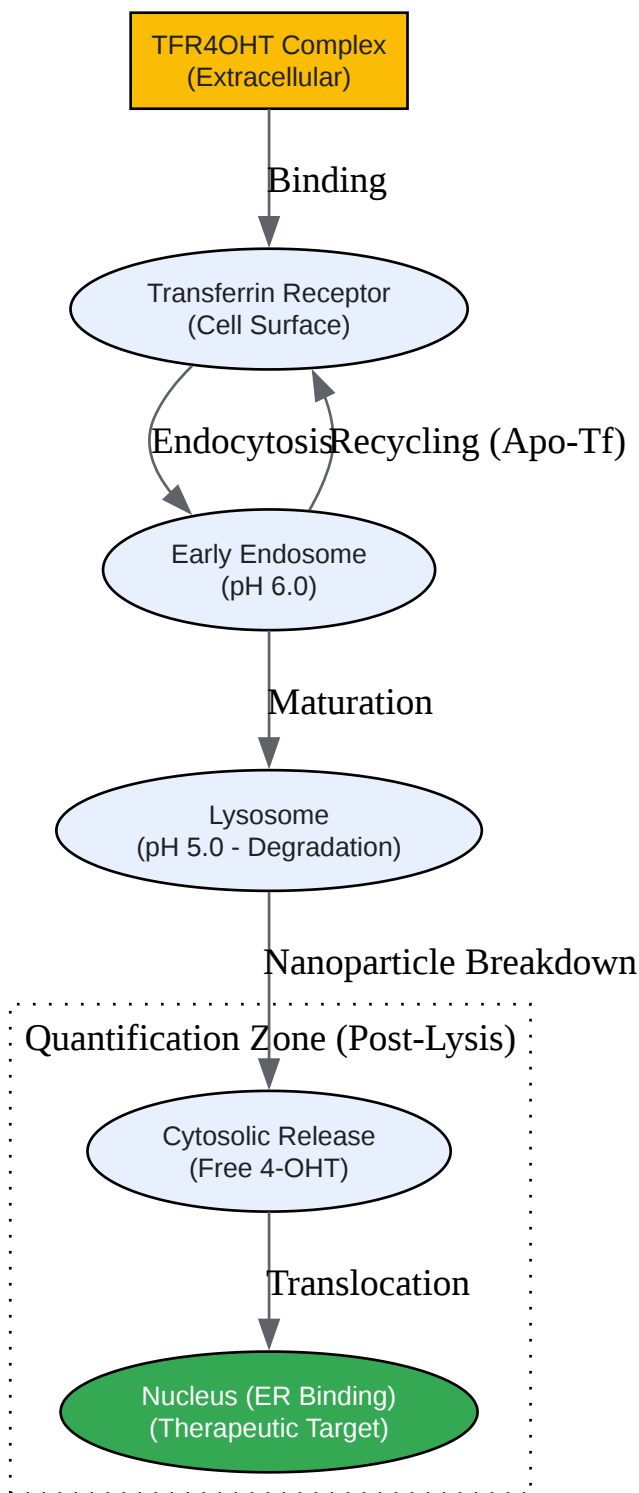 TFR4OHT Complex
(Extracellular)
Binding
Transferrin Receptor
(Cell Surface)
Endocytosis
Recycling (Apo-Tf)
Early Endosome
(pH 6.0)
Maturation
Lysosome
(pH 5.0 - Degradation)
Nanoparticle Breakdown
Quantification Zone (Post-Lysis)
Cytosolic Release
(Free 4-OHT)
Translocation
Nucleus (ER Binding)
(Therapeutic Target)